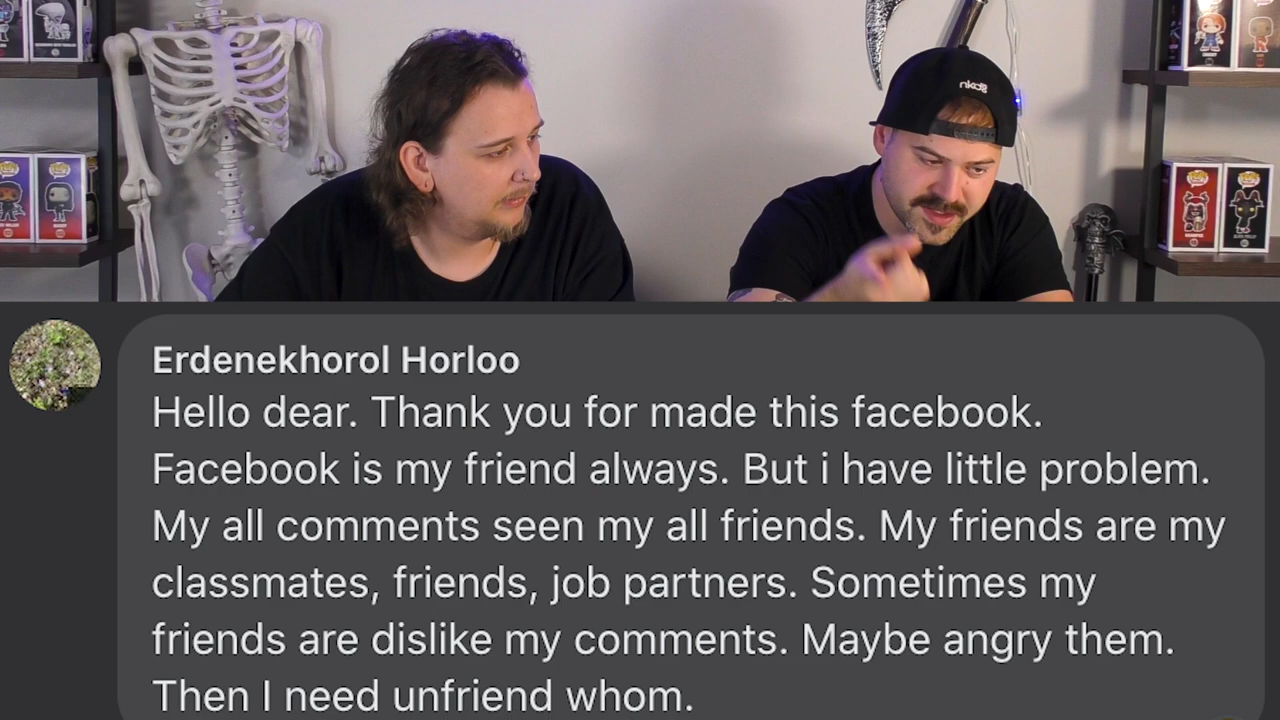 nkd8
Erdenekhorol Horloo
Hello dear. Thank you for made this facebook.
Facebook is my friend always. But i have little problem.
My all comments seen my all friends. My friends are my
classmates, friends, job partners. Sometimes my
friends are dislike my comments. Maybe angry them.
Then I need unfriend whom.